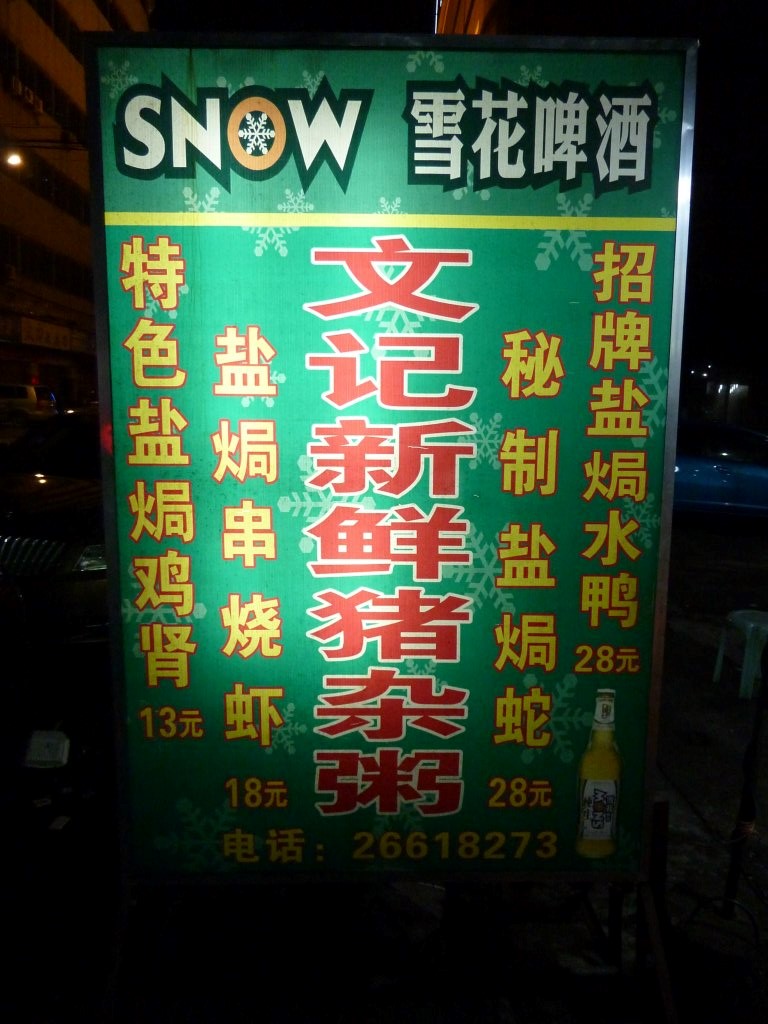 SNOW 雪花啤酒
招牌盐焗水鸭
28元
秘制盐焗蛇
28元
文记新鲜猪杂粥
盐焗串烧虾
18元
特色盐焗鸡肾
13元
电话：26618273